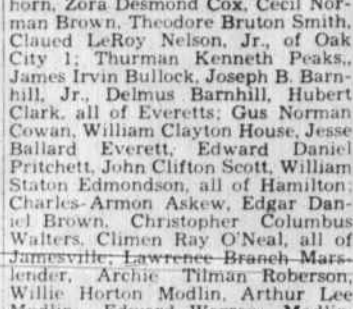 horn, Zora Desmond Cox, Cecil Nor-
man Brown, Theodore Bruton Smith,
Claued LeRoy Nelson, Jr., of Oak
City 1; Thurman Kenneth Peaks,,
James Irvin Bullock, Joseph B. Barn-
hill, Jr., Delmus Barnhill, Hubert
Clark, all of Everetts; Gus Norman
Cowan, William Clayton House, Jesse
Ballard Everett, Edward Daniel
Pritchett, John Clifton Scott, William
Staton Edmondson, all of Hamilton;
Charles Armon Askew, Edgar Dan-
iel Brown, Christopher Columbus
Walters, Climen Ray O'Neal, all of
Jamesville; Lawrence Branch Mars-
lender, Archie Tilman Roberson,
Willie Horton Modlin, Arthur Lee
Modlin, Edward Modlin